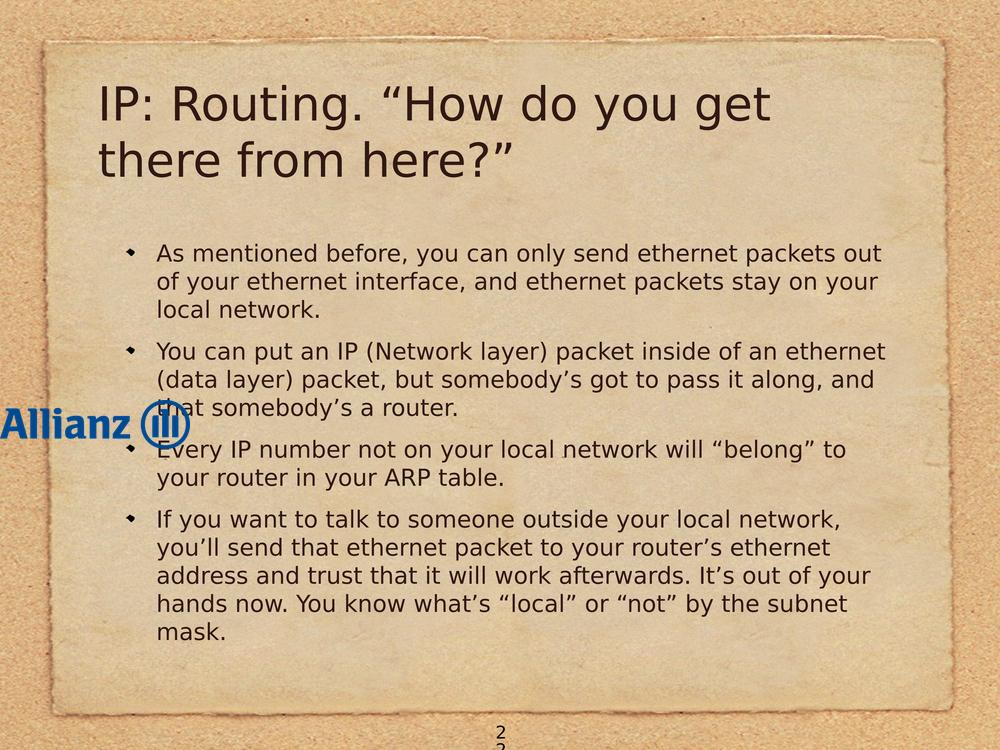 IP: Routing. “How do you get
there from here?”
As mentioned before, you can only send ethernet packets out
of your ethernet interface, and ethernet packets stay on your
local network.
You can put an IP (Network layer) packet inside of an ethernet
(data layer) packet, but somebody’s got to pass it along, and
that somebody’s a router.
Allianz
Every IP number not on your local network will “belong” to
your router in your ARP table.
If you want to talk to someone outside your local network,
you’ll send that ethernet packet to your router’s ethernet
address and trust that it will work afterwards. It’s out of your
hands now. You know what’s “local” or “not” by the subnet
mask.
2
2